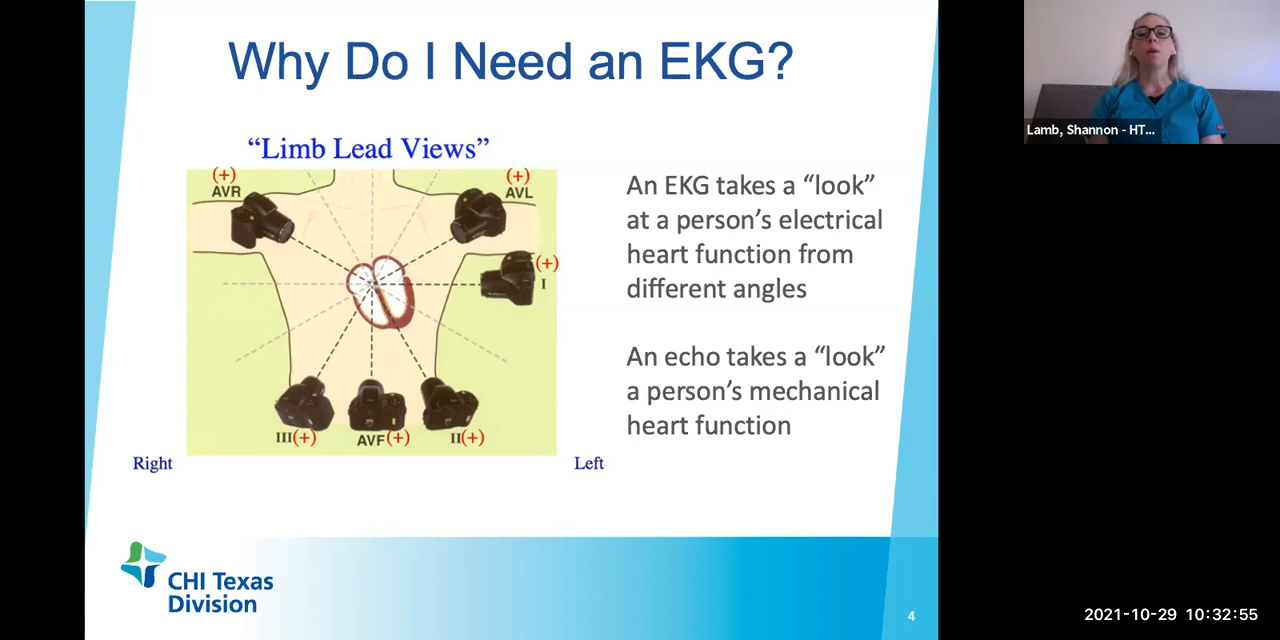 Why Do I Need an EKG?
“Limb Lead Views”
(+)
AVR
(+)
AVL
(+)
I
III(+)
AVF(+)
II(+)
Right
Left
An EKG takes a “look”
at a person’s electrical
heart function from
different angles
An echo takes a “look”
a person’s mechanical
heart function
CHI Texas
Division
4
Lamb, Shannon - HT...
2021-10-29 10:32:55